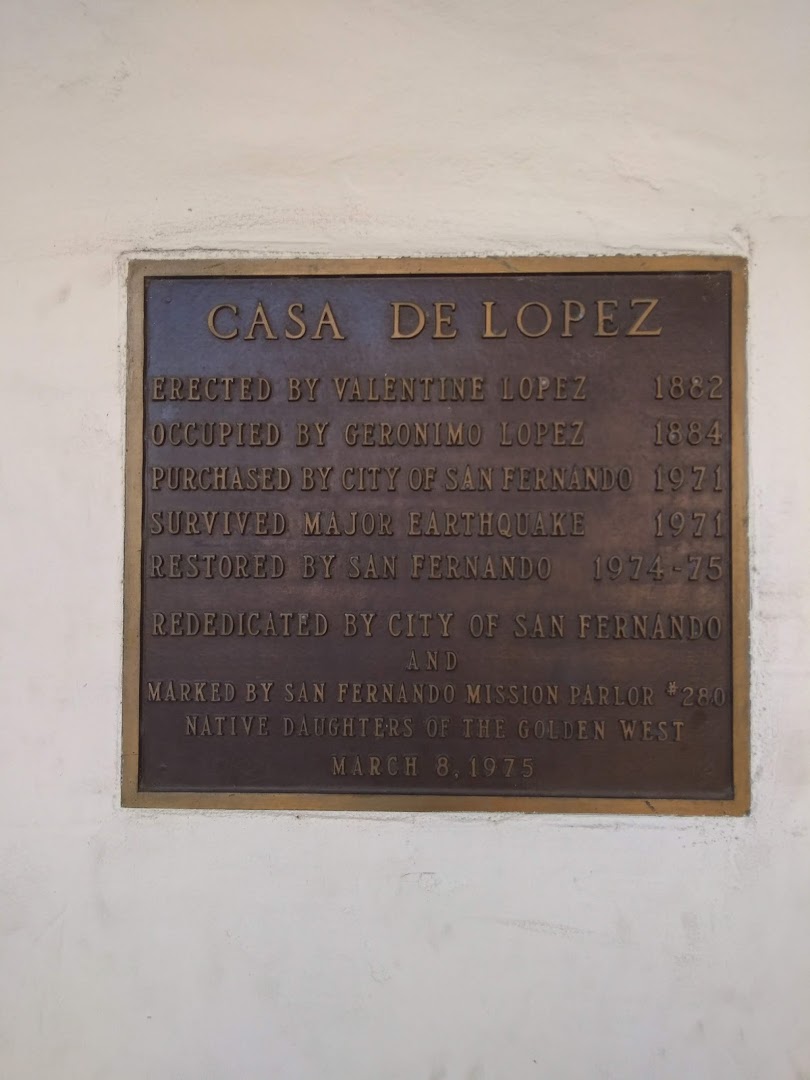 CASA DE LOPEZ
ERECTED BY VALENTINE LOPEZ 1882
OCCUPIED BY GERONIMO LOPEZ 1884
PURCHASED BY CITY OF SAN FERNANDO 1971
SURVIVED MAJOR EARTHQUAKE 1971
RESTORED BY SAN FERNANDO 1974-75
REDEDICATED BY CITY OF SAN FERNANDO
AND
MARKED BY SAN FERNANDO MISSION PARLOR #280
NATIVE DAUGHTERS OF THE GOLDEN WEST
MARCH 8, 1975